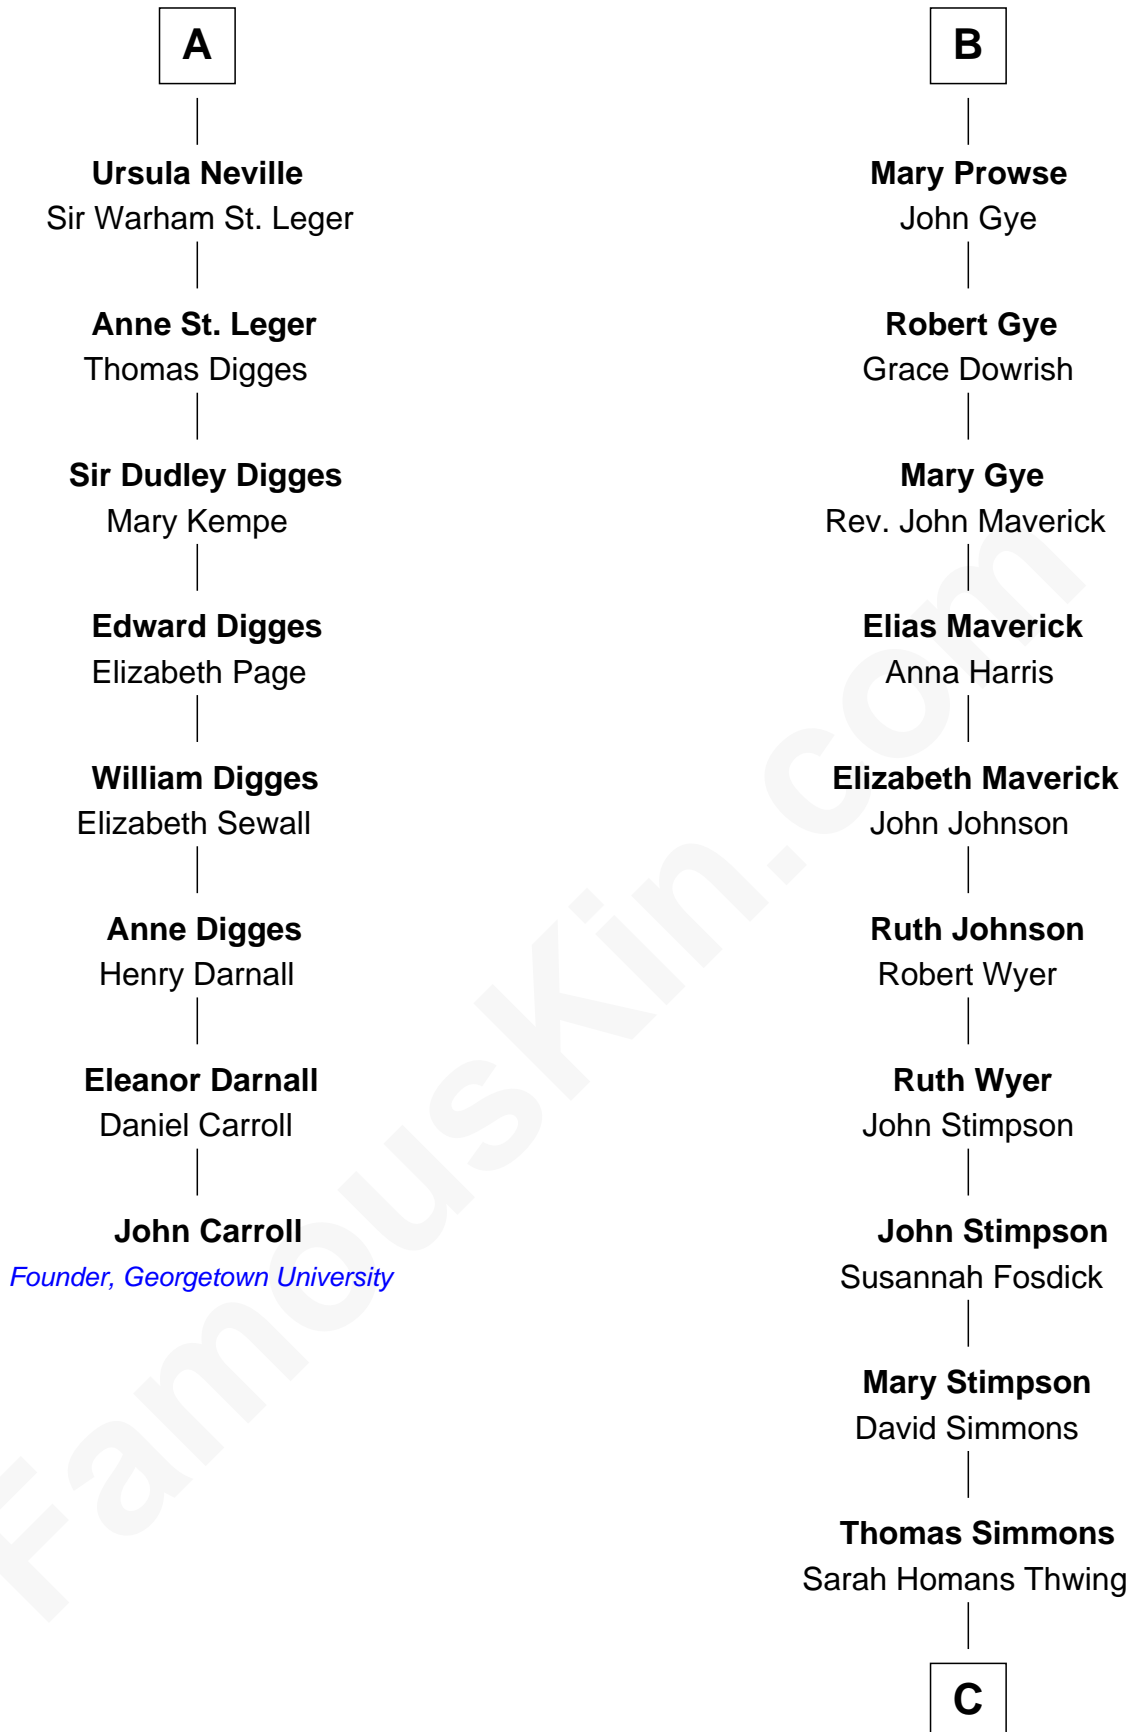 A
Ursula Neville
Sir Warham St. Leger
Anne St. Leger
Thomas Digges
Sir Dudley Digges
Mary Kempe
Edward Digges
Elizabeth Page
William Digges
Elizabeth Sewall
Anne Digges
Henry Darnall
Eleanor Darnall
Daniel Carroll
John Carroll
Founder, Georgetown University
B
Mary Prowse
John Gye
Robert Gye
Grace Dowrish
Mary Gye
Rev. John Maverick
Elias Maverick
Anna Harris
Elizabeth Maverick
John Johnson
Ruth Johnson
Robert Wyer
Ruth Wyer
John Stimpson
John Stimpson
Susannah Fosdick
Mary Stimpson
David Simmons
Thomas Simmons
Sarah Homans Thwing
C
FamousKin.com